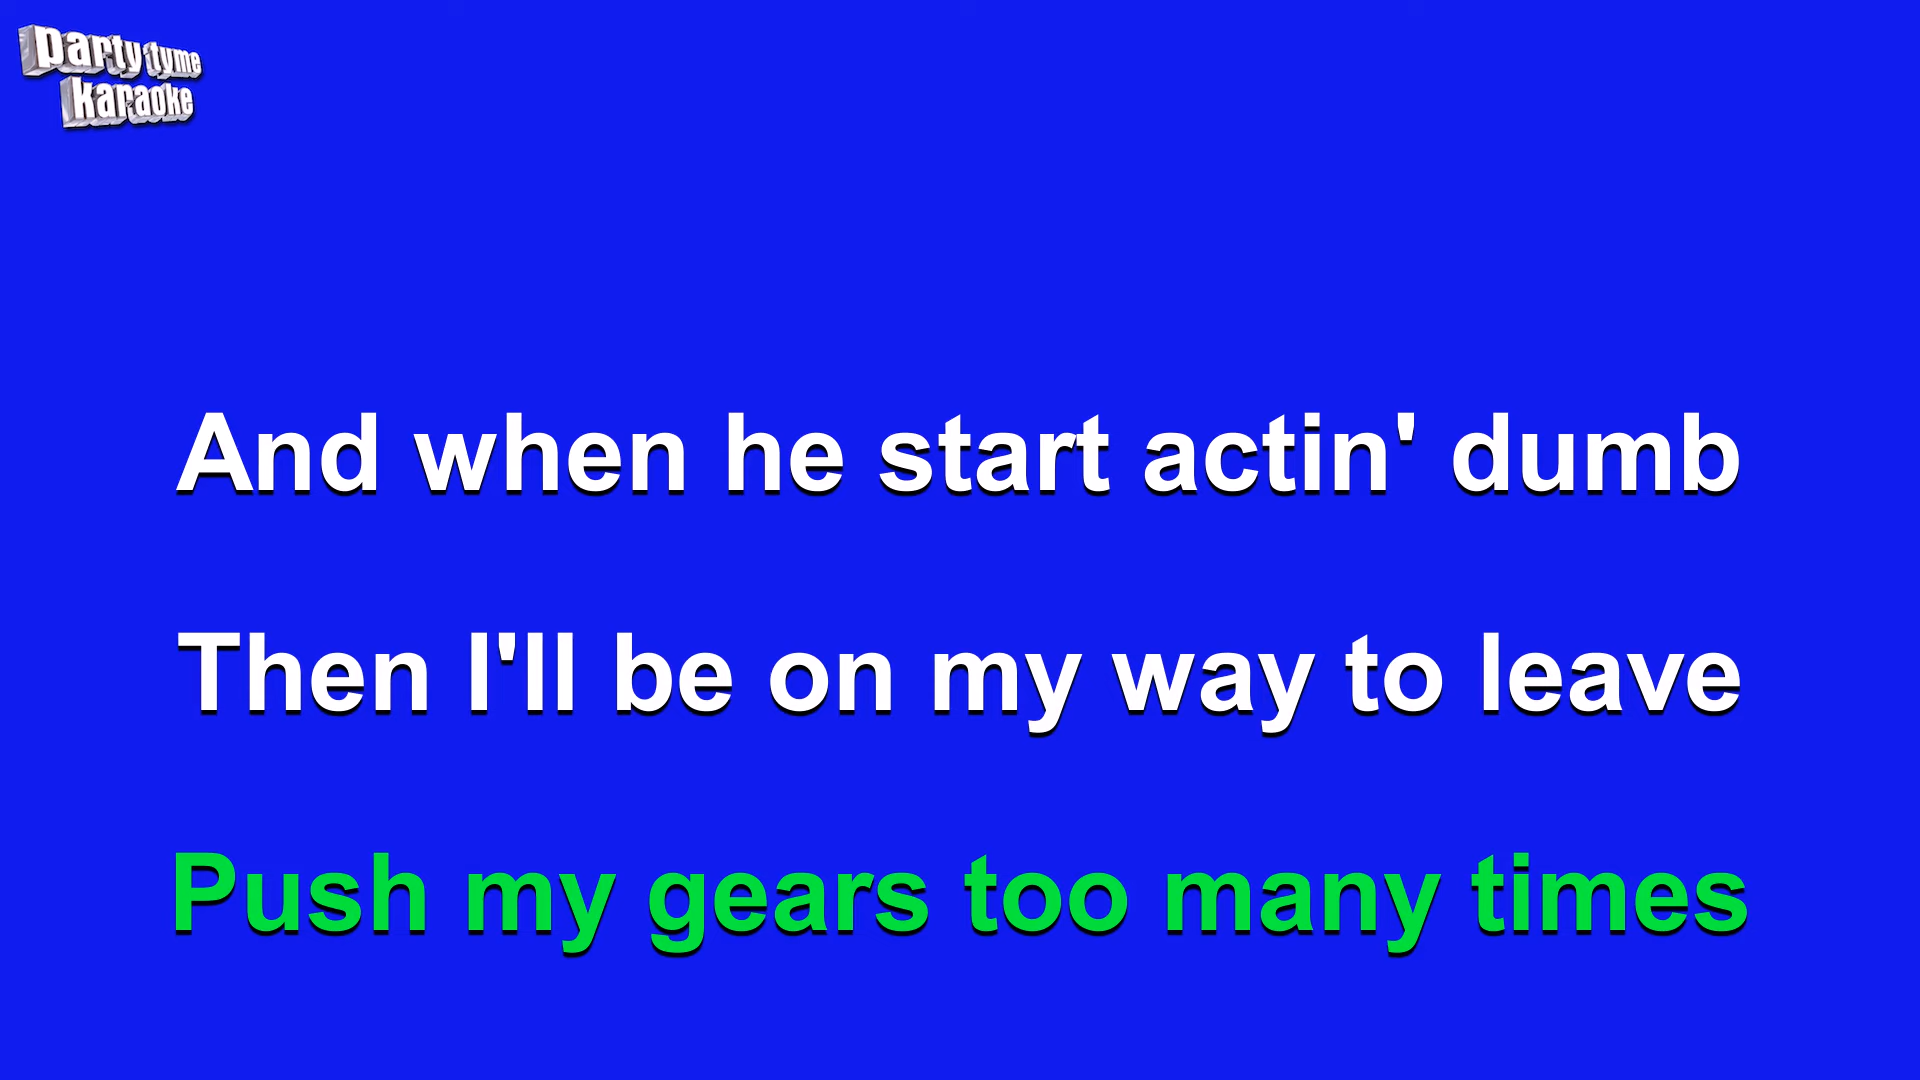 party tyme
karaoke
And when he start actin' dumb
Then I'll be on my way to leave
Push my gears too many times